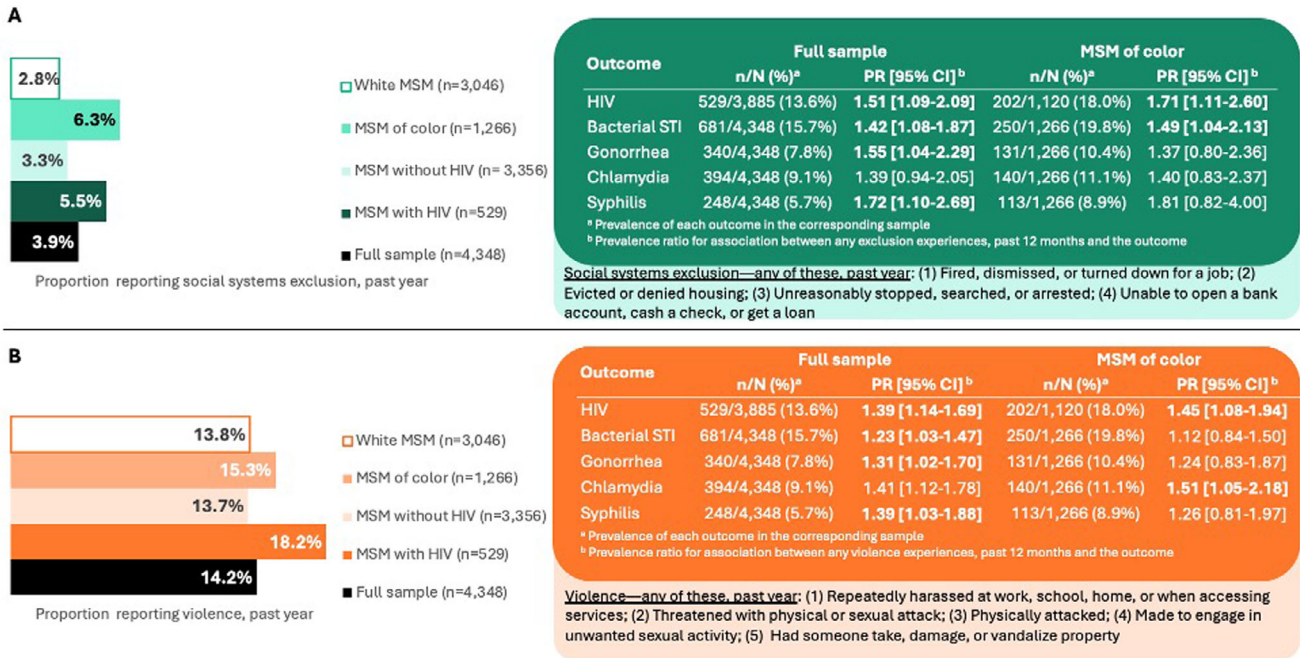 A
2.8%
6.3%
3.3%
5.5%
3.9%
White MSM (n=3,046)
MSM of color (n=1,266)
MSM without HIV (n= 3,356)
MSM with HIV (n=529)
Full sample (n=4,348)
Proportion reporting social systems exclusion, past year
Full sample MSM of color
Outcome
n/N (%)ᵃ PR [95% CI]ᵇ n/N (%)ᵃ PR [95% CI]ᵇ
HIV 529/3,885 (13.6%) 1.51 [1.09-2.09] 202/1,120 (18.0%) 1.71 [1.11-2.60]
Bacterial STI 681/4,348 (15.7%) 1.42 [1.08-1.87] 250/1,266 (19.8%) 1.49 [1.04-2.13]
Gonorrhea 340/4,348 (7.8%) 1.55 [1.04-2.29] 131/1,266 (10.4%) 1.37 [0.80-2.36]
Chlamydia 394/4,348 (9.1%) 1.39 [0.94-2.05] 140/1,266 (11.1%) 1.40 [0.83-2.37]
Syphilis 248/4,348 (5.7%) 1.72 [1.10-2.69] 113/1,266 (8.9%) 1.81 [0.82-4.00]
ᵃ Prevalence of each outcome in the corresponding sample
ᵇ Prevalence ratio for association between any exclusion experiences, past 12 months and the outcome
Social systems exclusion—any of these, past year: (1) Fired, dismissed, or turned down for a job; (2)
Evicted or denied housing; (3) Unreasonably stopped, searched, or arrested; (4) Unable to open a bank
account, cash a check, or get a loan
B
13.8%
15.3%
13.7%
18.2%
14.2%
White MSM (n=3,046)
MSM of color (n=1,266)
MSM without HIV (n=3,356)
MSM with HIV (n=529)
Full sample (n=4,348)
Proportion reporting violence, past year
Full sample MSM of color
Outcome
n/N (%)ᵃ PR [95% CI]ᵇ n/N (%)ᵃ PR [95% CI]ᵇ
HIV 529/3,885 (13.6%) 1.39 [1.14-1.69] 202/1,120 (18.0%) 1.45 [1.08-1.94]
Bacterial STI 681/4,348 (15.7%) 1.23 [1.03-1.47] 250/1,266 (19.8%) 1.12 [0.84-1.50]
Gonorrhea 340/4,348 (7.8%) 1.31 [1.02-1.70] 131/1,266 (10.4%) 1.24 [0.83-1.87]
Chlamydia 394/4,348 (9.1%) 1.41 [1.12-1.78] 140/1,266 (11.1%) 1.51 [1.05-2.18]
Syphilis 248/4,348 (5.7%) 1.39 [1.03-1.88] 113/1,266 (8.9%) 1.26 [0.81-1.97]
ᵃ Prevalence of each outcome in the corresponding sample
ᵇ Prevalence ratio for association between any violence experiences, past 12 months and the outcome
Violence—any of these, past year: (1) Repeatedly harassed at work, school, home, or when accessing
services; (2) Threatened with physical or sexual attack; (3) Physically attacked; (4) Made to engage in
unwanted sexual activity; (5) Had someone take, damage, or vandalize property